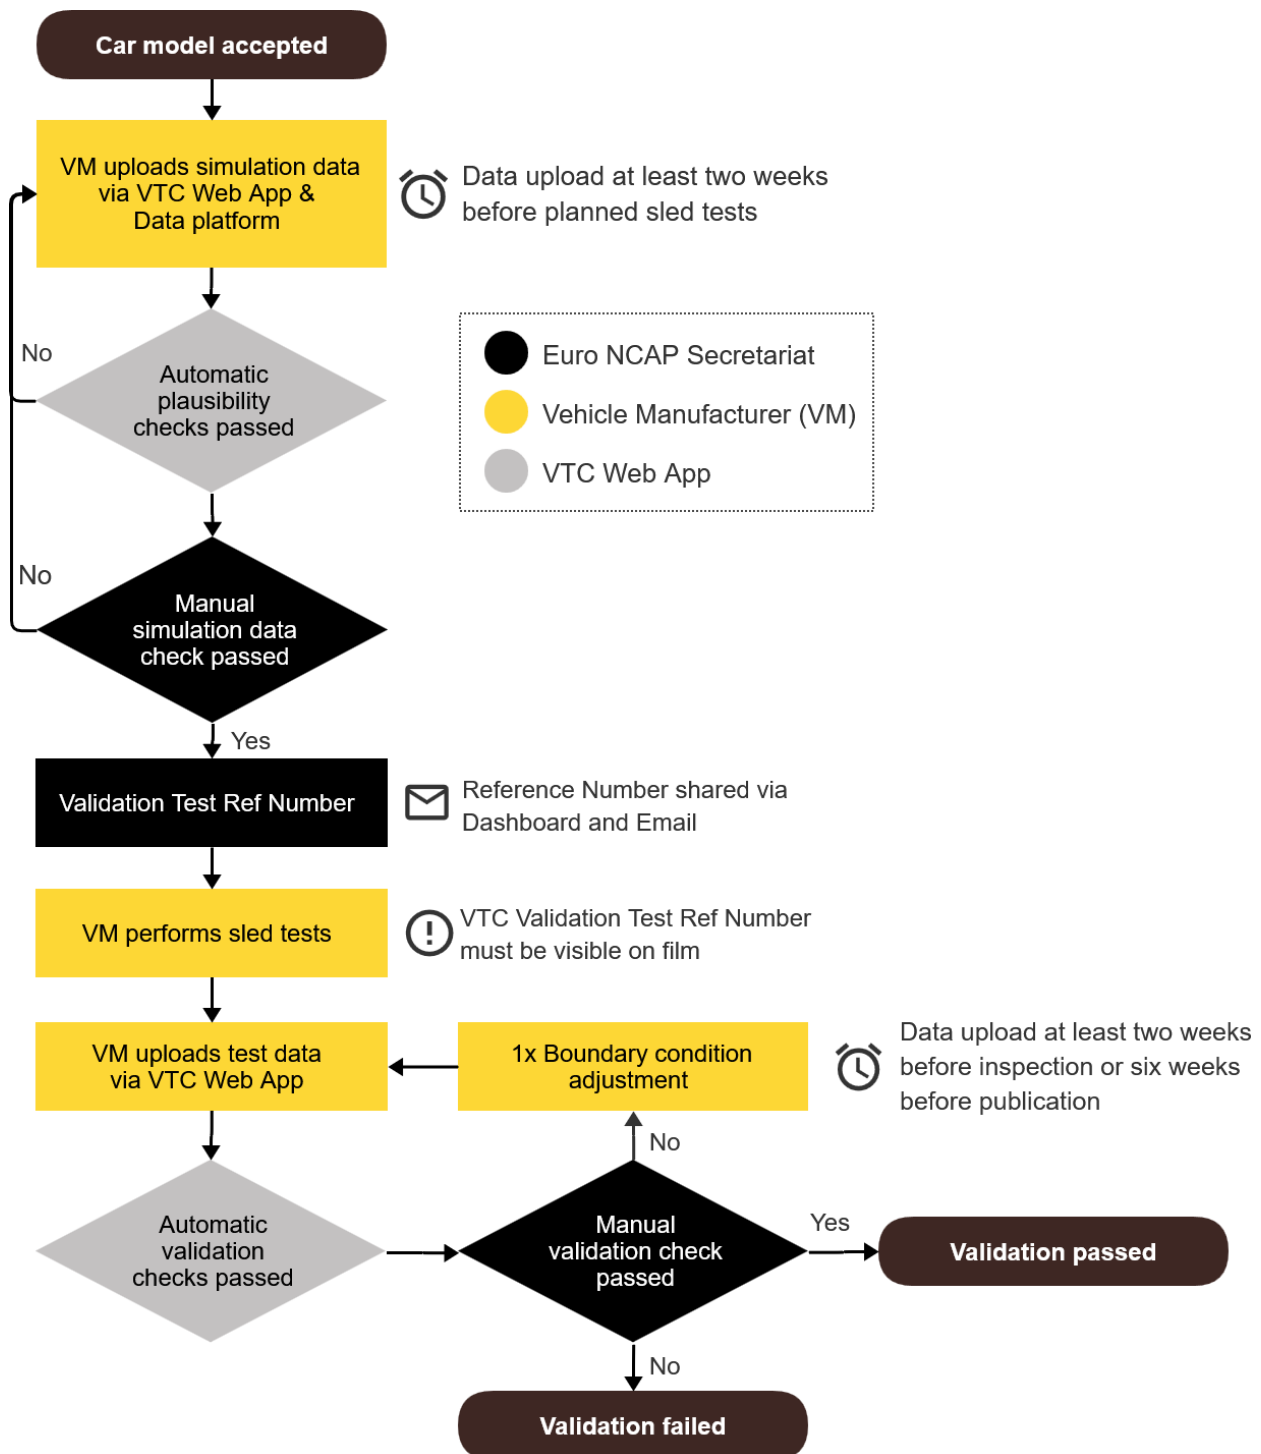 Car model accepted
VM uploads simulation data
via VTC Web App &
Data platform
Data upload at least two weeks
before planned sled tests
No
Automatic
plausibility
checks passed
Euro NCAP Secretariat
Vehicle Manufacturer (VM)
VTC Web App
No
Manual
simulation data
check passed
Yes
Validation Test Ref Number
Reference Number shared via
Dashboard and Email
VM performs sled tests
VTC Validation Test Ref Number
must be visible on film
VM uploads test data
via VTC Web App
1x Boundary condition
adjustment
Data upload at least two weeks
before inspection or six weeks
before publication
No
Automatic
validation
checks passed
Manual
validation check
passed
Yes
Validation passed
No
Validation failed